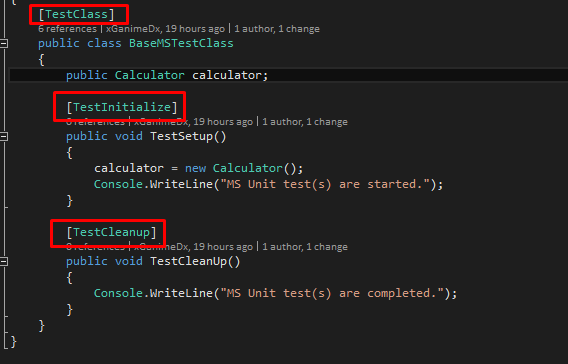 [TestClass]
6 references | xGanimeDx, 19 hours ago | 1 author, 1 change
public class BaseMSTestClass
{
public Calculator calculator;
[TestInitialize]
0 references | xGanimeDx, 19 hours ago | 1 author, 1 change
public void TestSetup()
{
calculator = new Calculator();
Console.WriteLine("MS Unit test(s) are started.");
}
[TestCleanup]
0 references | xGanimeDx, 19 hours ago | 1 author, 1 change
public void TestCleanUp()
{
Console.WriteLine("MS Unit test(s) are completed.");
}
}
}